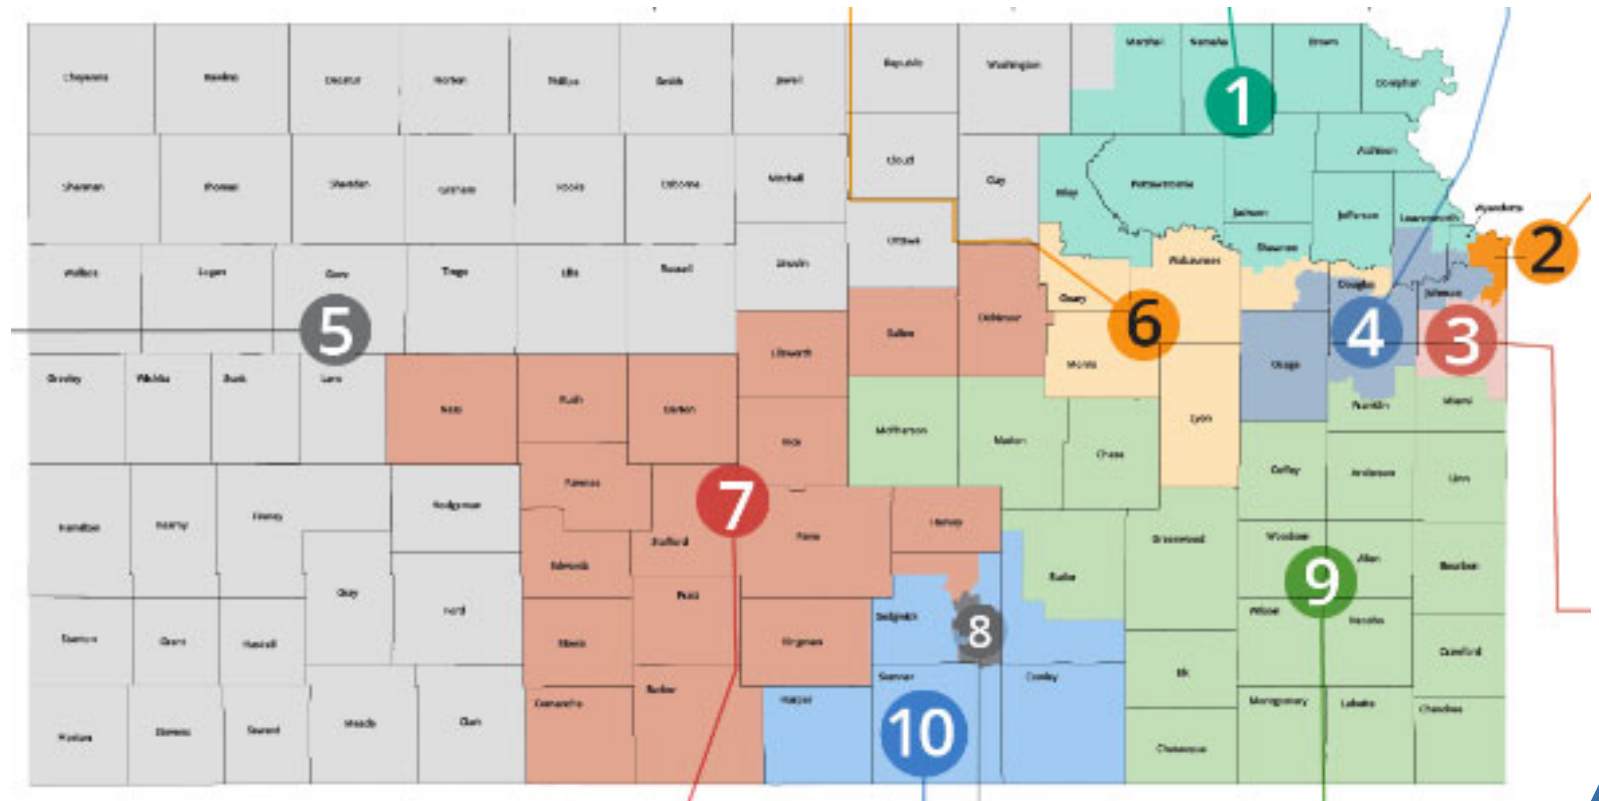 Cheyenne
Rawlins
Decatur
Norton
Phillips
Smith
Jewell
Republic
Washington
Marshall
Nemaha
Brown
Doniphan
1
Sherman
Thomas
Sheridan
Graham
Rooks
Osborne
Mitchell
Cloud
Clay
Riley
Pottawatomie
Jackson
Atchison
Jefferson
Leavenworth
Wyandotte
Wallace
Logan
Gove
Trego
Ellis
Russell
Lincoln
Ottawa
Shawnee
Wabaunsee
2
Geary
Douglas
Johnson
5
Saline
Dickinson
6
4
3
Ellsworth
Morris
Osage
Greeley
Wichita
Scott
Lane
Ness
Rush
Barton
Rice
McPherson
Marion
Chase
Lyon
Franklin
Miami
Coffey
Anderson
Linn
Hamilton
Kearny
Finney
Hodgeman
Pawnee
Stafford
7
Reno
Harvey
Greenwood
Woodson
Allen
Bourbon
Edwards
Gray
Ford
Pratt
Butler
9
Stanton
Grant
Haskell
Kiowa
Kingman
Sedgwick
8
Wilson
Neosho
Crawford
Elk
Comanche
Barber
Harper
Sumner
Cowley
Montgomery
Labette
Cherokee
Morton
Stevens
Seward
Meade
Clark
10
Chautauqua